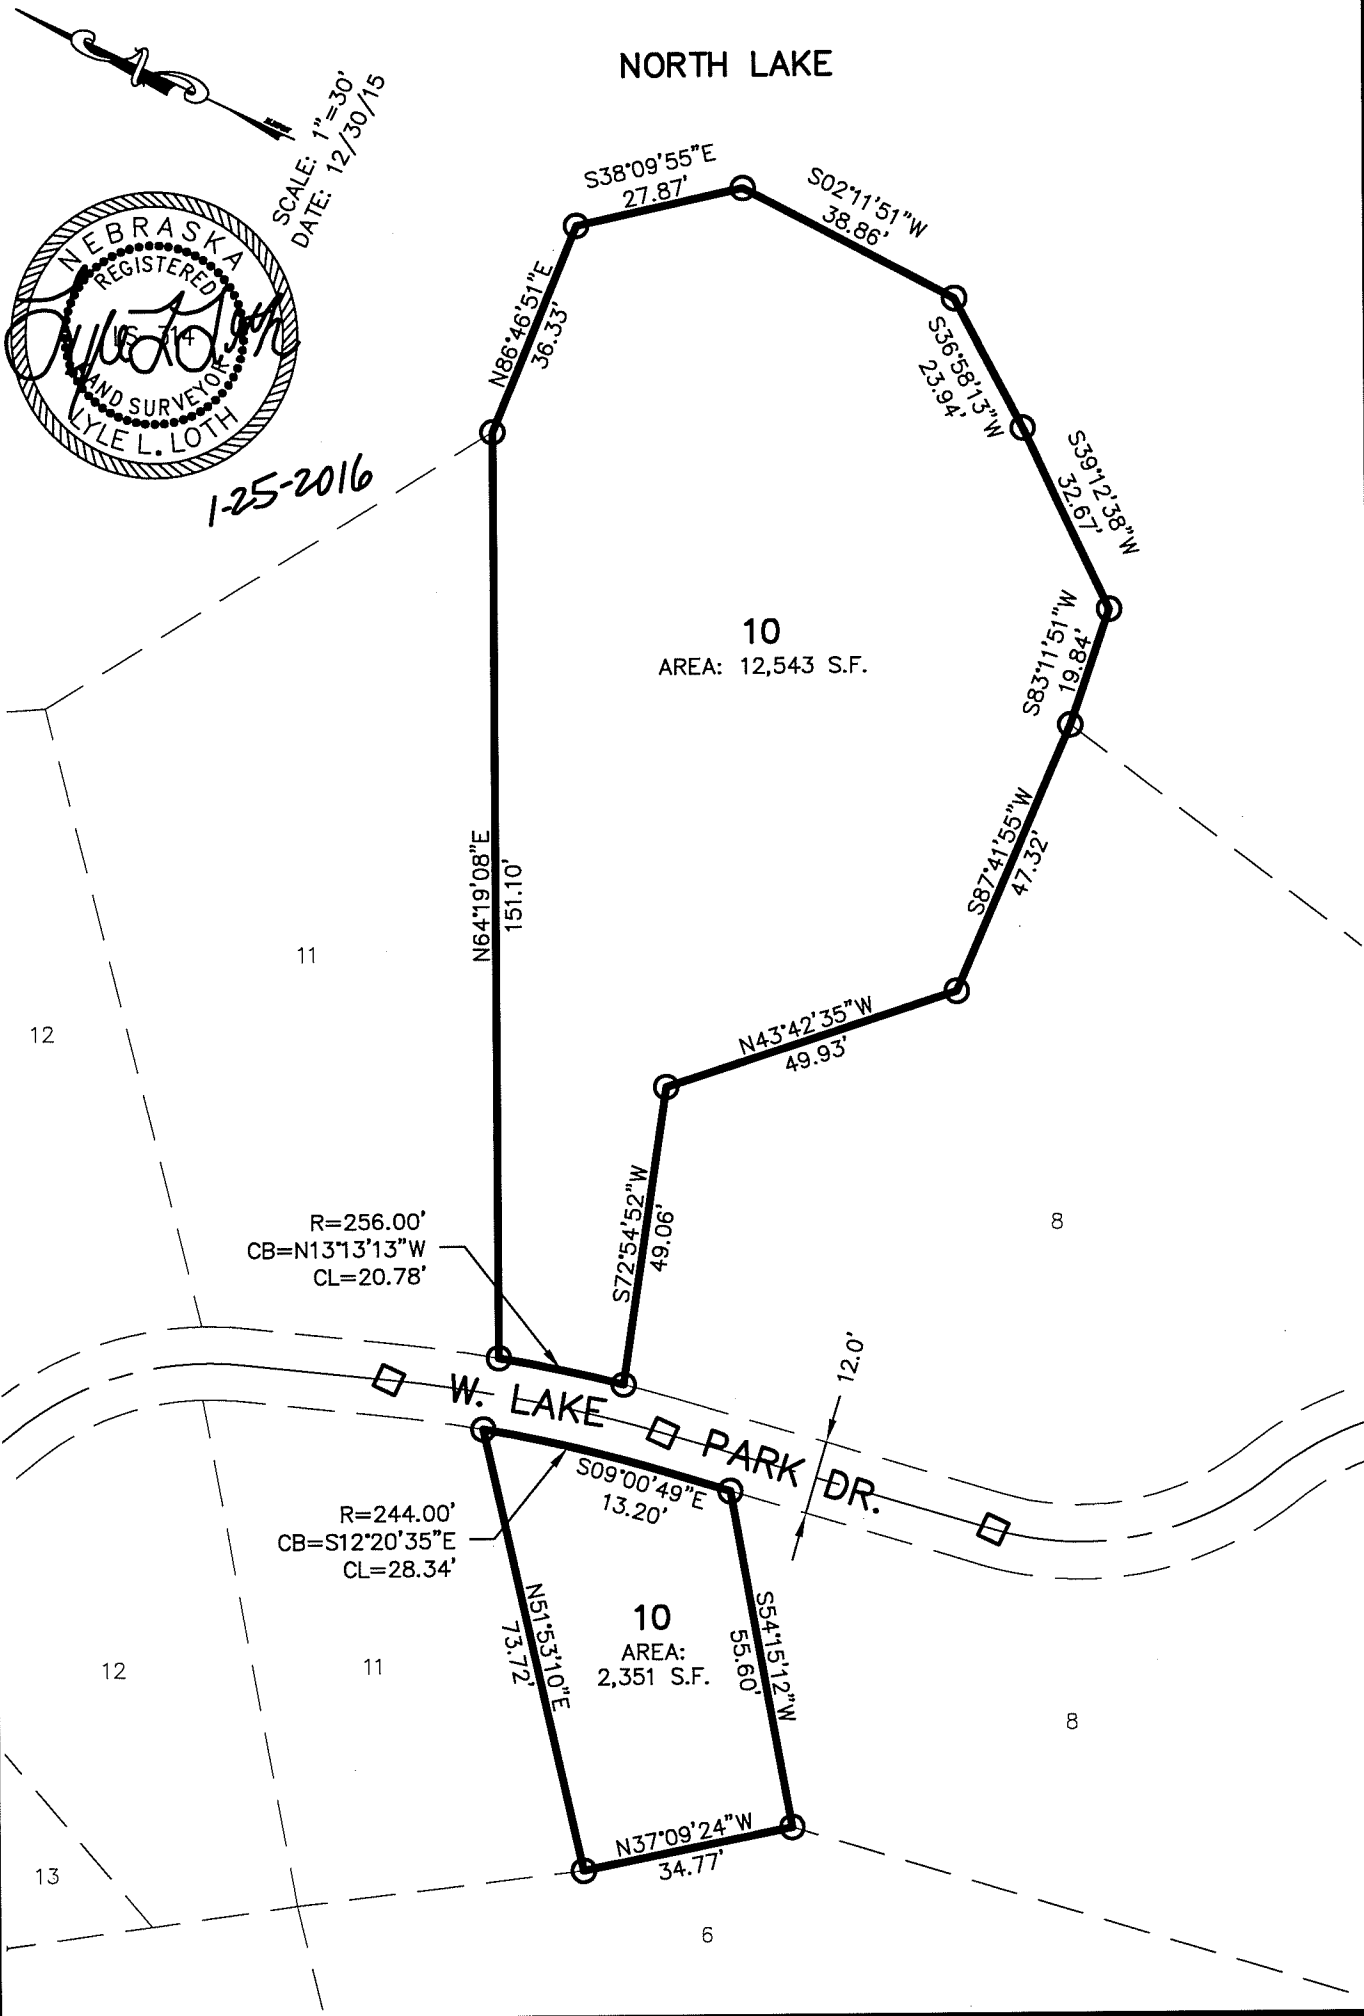 NORTH LAKE
SCALE: 1"=30'
DATE: 12/30/15
NEBRASKA
REGISTERED
LS 314
LAND SURVEYOR
LYLE L. LOTH
1-25-2016
S38°09'55"E
27.87'
S02°11'51"W
38.86'
N86°46'51"E
36.33'
S36°58'13"W
23.94'
S39°12'38"W
32.67'
10
AREA: 12,543 S.F.
S83°11'51"W
19.84'
S87°41'55"W
47.32'
N64°19'08"E
151.10'
11
12
N43°42'35"W
49.93'
S72°54'52"W
49.06'
8
R=256.00'
CB=N13°13'13"W
CL=20.78'
12.0'
W. LAKE PARK DR.
S09°00'49"E
13.20'
R=244.00'
CB=S12°20'35"E
CL=28.34'
N51°53'10"E
73.72'
10
AREA:
2,351 S.F.
S54°15'12"W
55.60'
12
11
8
N37°09'24"W
34.77'
13
6